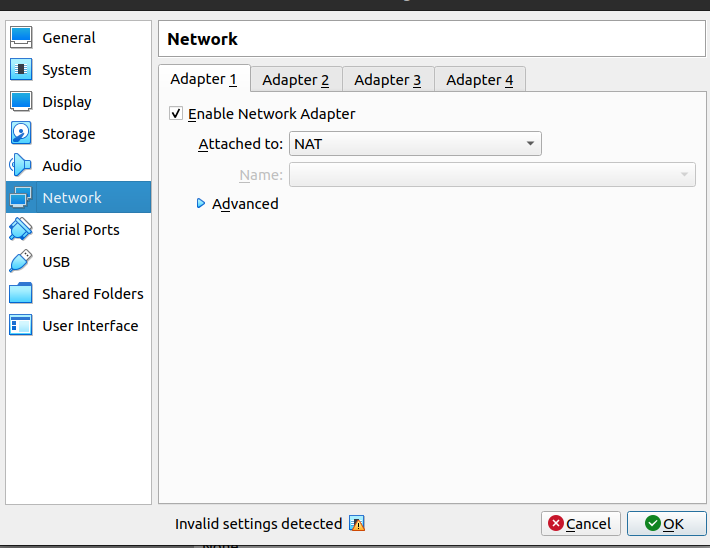 General
System
Display
Storage
Audio
Network
Serial Ports
USB
Shared Folders
User Interface
Network
Adapter 1 Adapter 2 Adapter 3 Adapter 4
Enable Network Adapter
Attached to: NAT
Name:
Advanced
Invalid settings detected Cancel OK
None